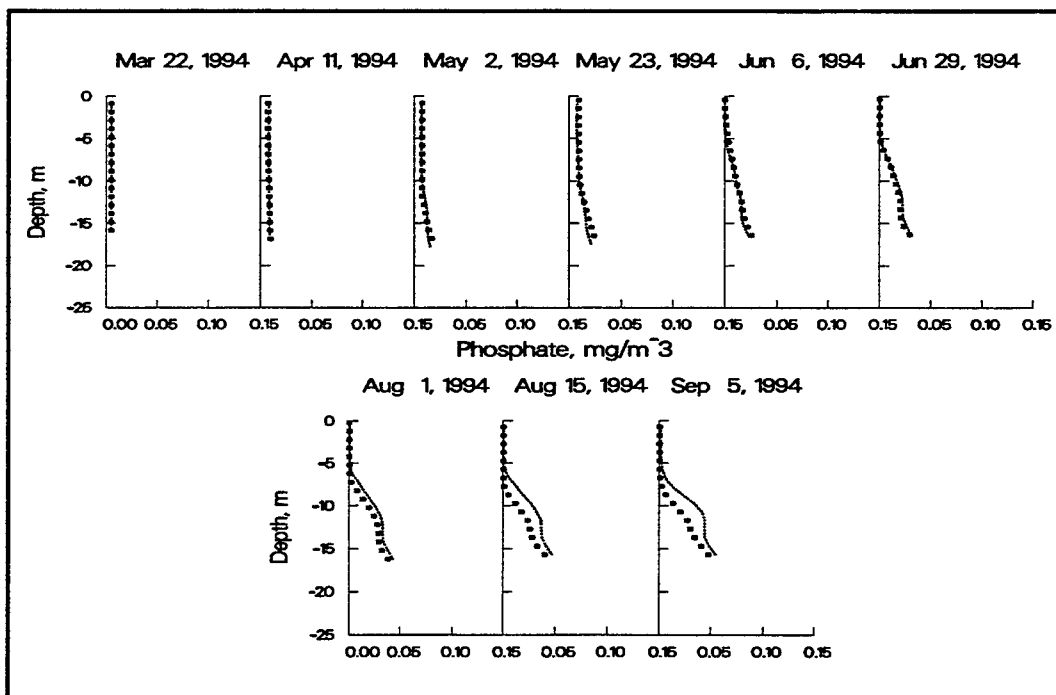 Mar 22, 1994 Apr 11, 1994 May 2, 1994 May 23, 1994 Jun 6, 1994 Jun 29, 1994
0
-5
-10
-15
-20
-25
Depth, m
0.00 0.05 0.10 0.15 0.05 0.10 0.15 0.05 0.10 0.15 0.05 0.10 0.15 0.05 0.10 0.15 0.05 0.10 0.15
Phosphate, mg/m^3
Aug 1, 1994 Aug 15, 1994 Sep 5, 1994
0
-5
-10
-15
-20
-25
Depth, m
0.00 0.05 0.10 0.15 0.05 0.10 0.15 0.05 0.10 0.15